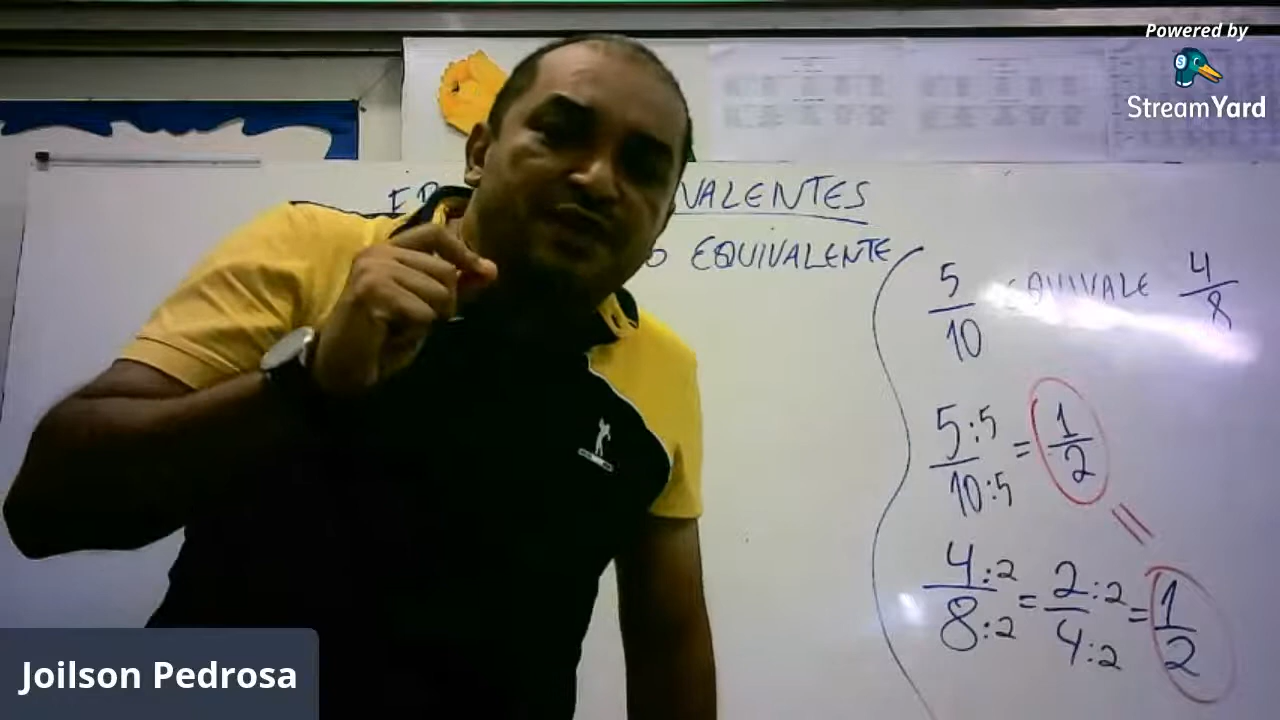 Powered by
StreamYard
VALENTES
EQUIVALENTE
5/10 EQUIVALE 4/8
5:5/10:5 = 1/2
=
4:2/8:2 = 2:2/4:2 = 1/2
Joilson Pedrosa